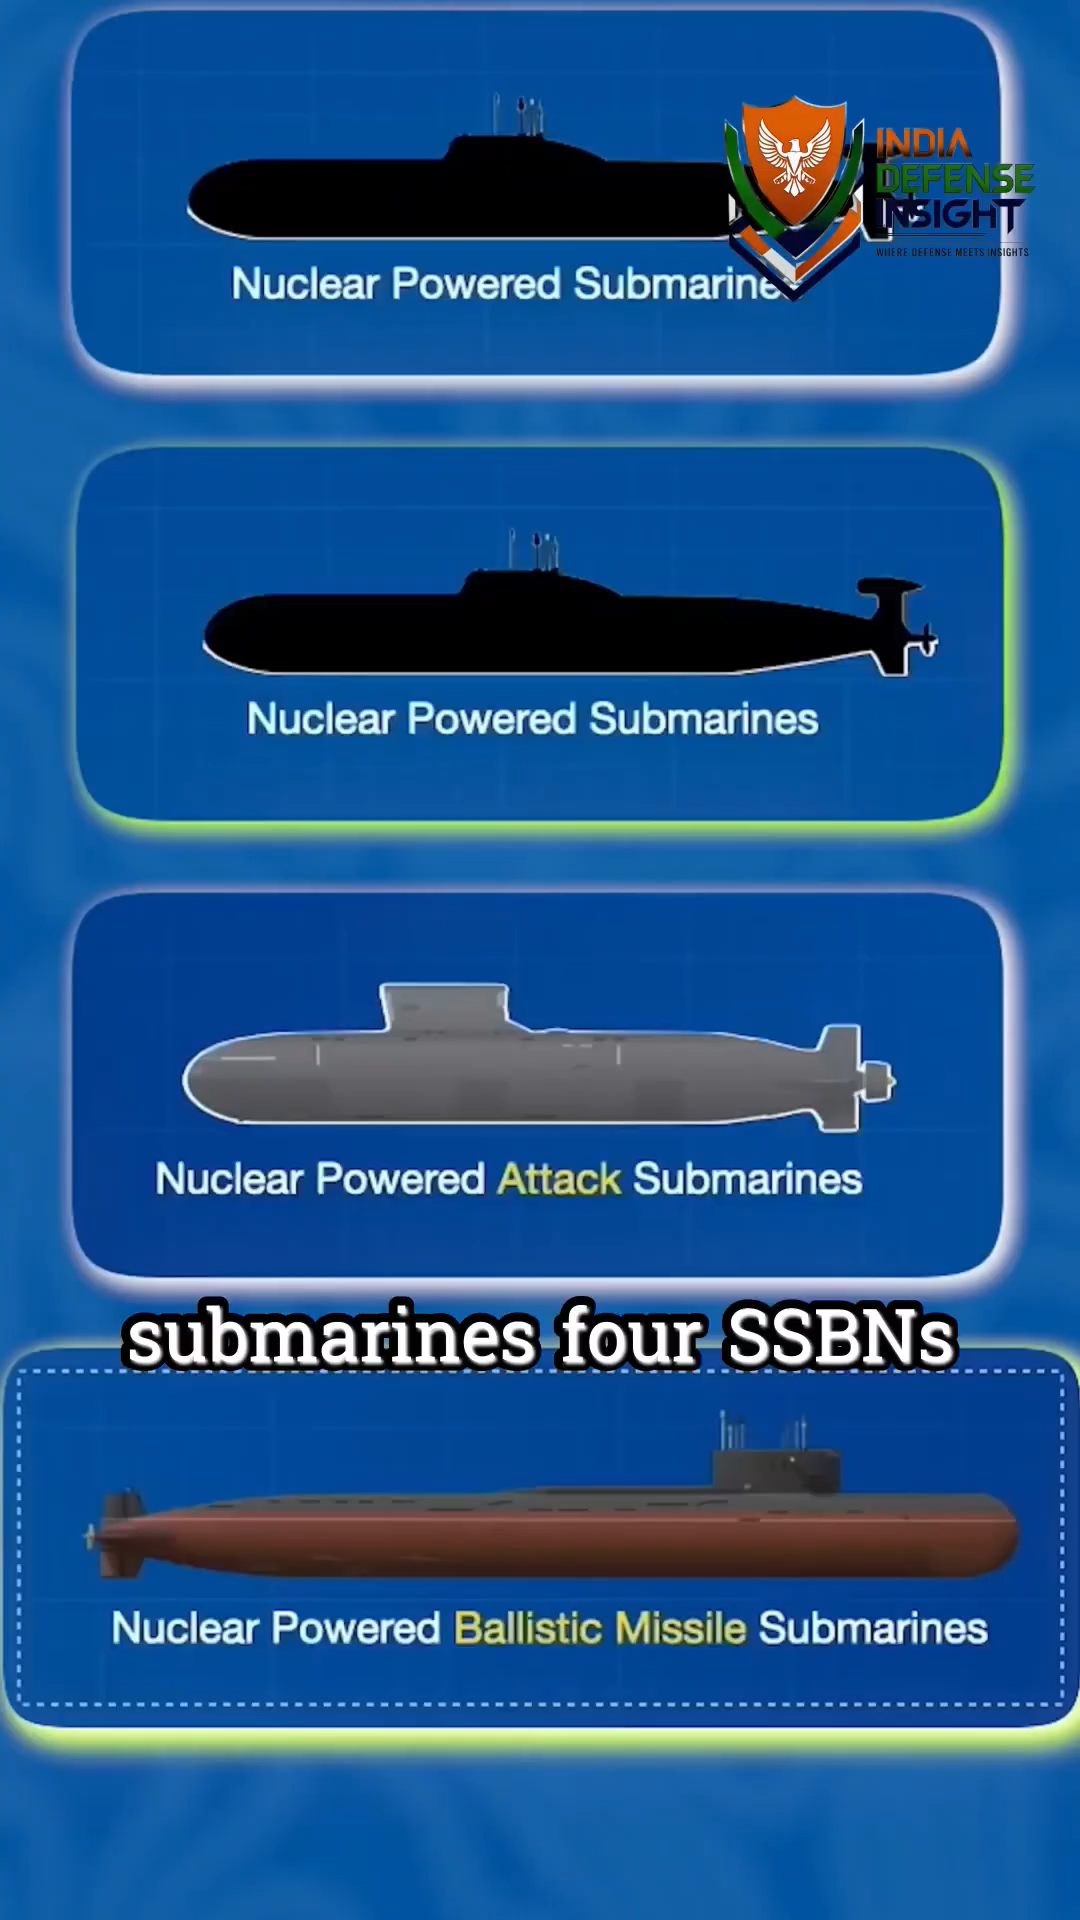 INDIA
DEFENSE
INSIGHT
WHERE DEFENSE MEETS INSIGHTS
Nuclear Powered Submarines
Nuclear Powered Submarines
Nuclear Powered Attack Submarines
submarines four SSBNs
Nuclear Powered Ballistic Missile Submarines